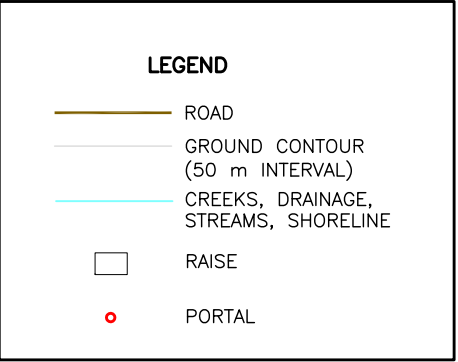 LEGEND
ROAD
GROUND CONTOUR
(50 m INTERVAL)
CREEKS, DRAINAGE,
STREAMS, SHORELINE
RAISE
PORTAL